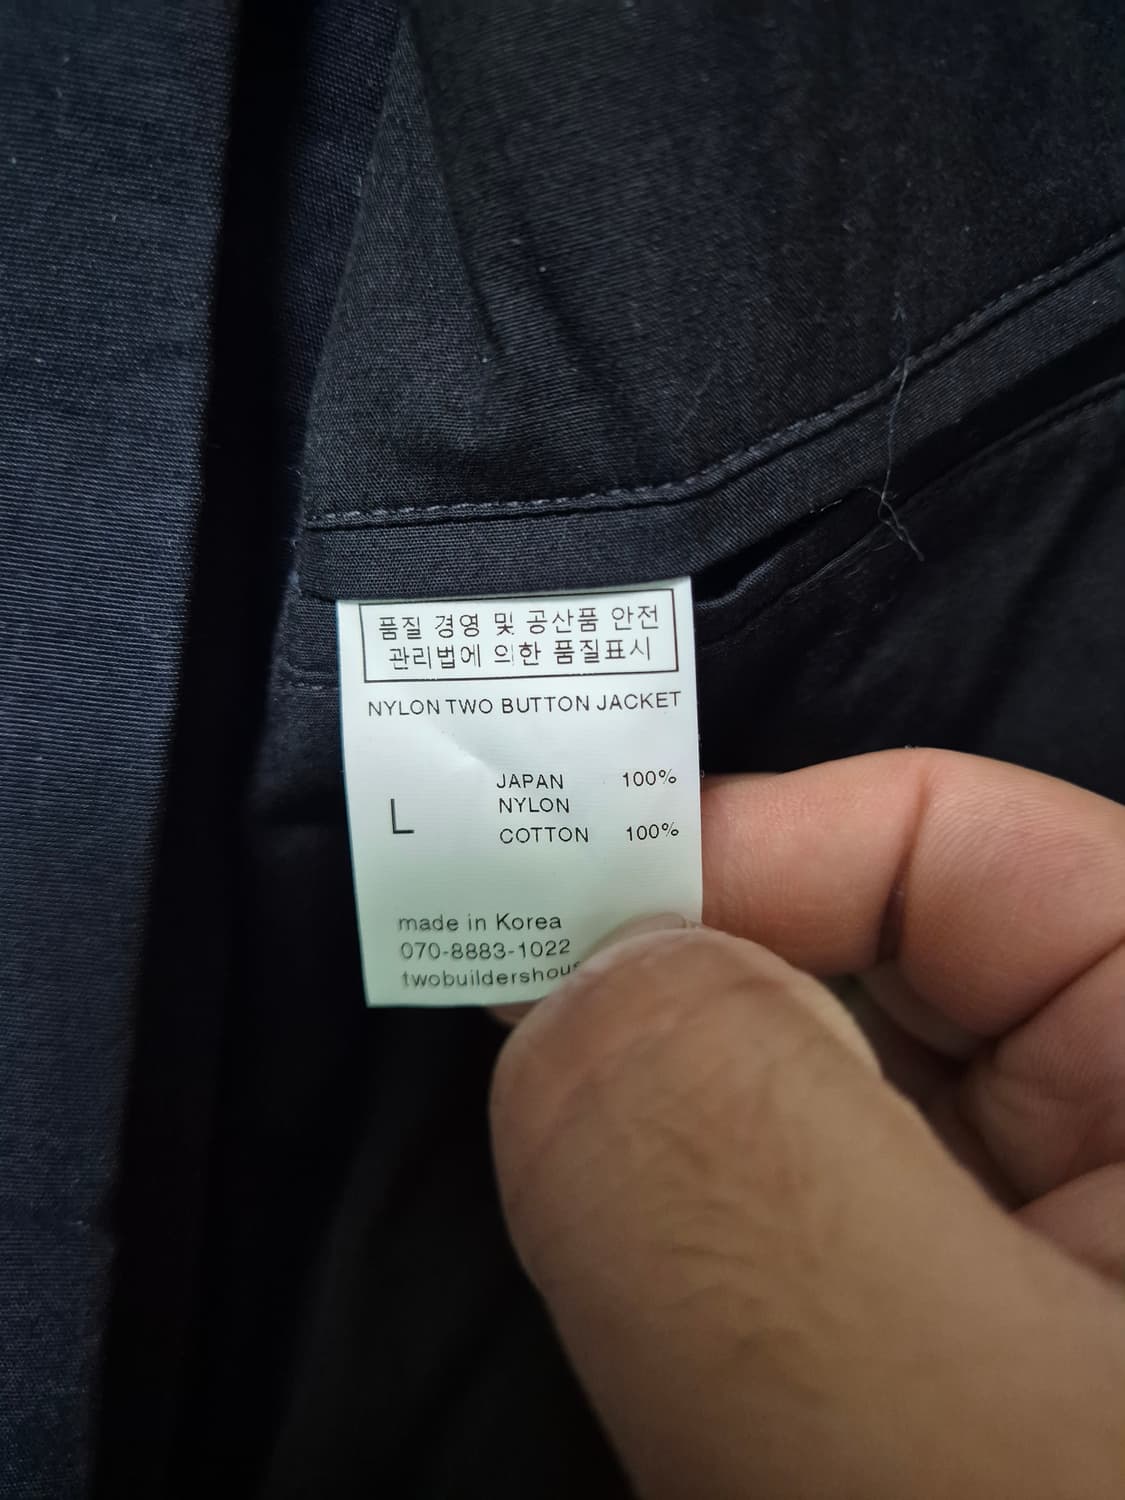 품질 경영 및 공산품 안전
관리법에 의한 품질표시
NYLON TWO BUTTON JACKET
L
JAPAN 100%
NYLON
COTTON 100%
made in Korea
070-8883-1022